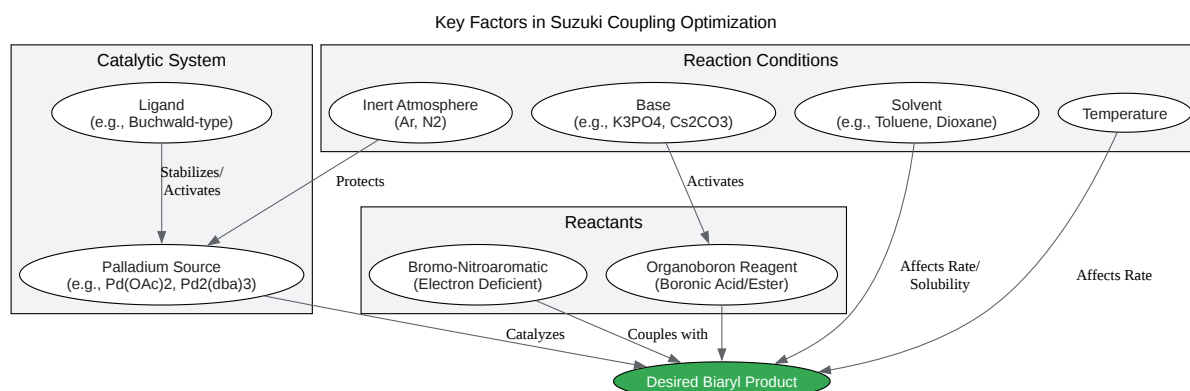 Key Factors in Suzuki Coupling Optimization
Catalytic System
Reaction Conditions
Ligand
(e.g., Buchwald-type)
Inert Atmosphere
(Ar, N2)
Base
(e.g., K3PO4, Cs2CO3)
Solvent
(e.g., Toluene, Dioxane)
Temperature
Stabilizes/
Activates
Protects
Activates
Reactants
Palladium Source
(e.g., Pd(OAc)2, Pd2(dba)3)
Bromo-Nitroaromatic
(Electron Deficient)
Organoboron Reagent
(Boronic Acid/Ester)
Affects Rate/
Solubility
Affects Rate
Catalyzes
Couples with
Desired Biaryl Product